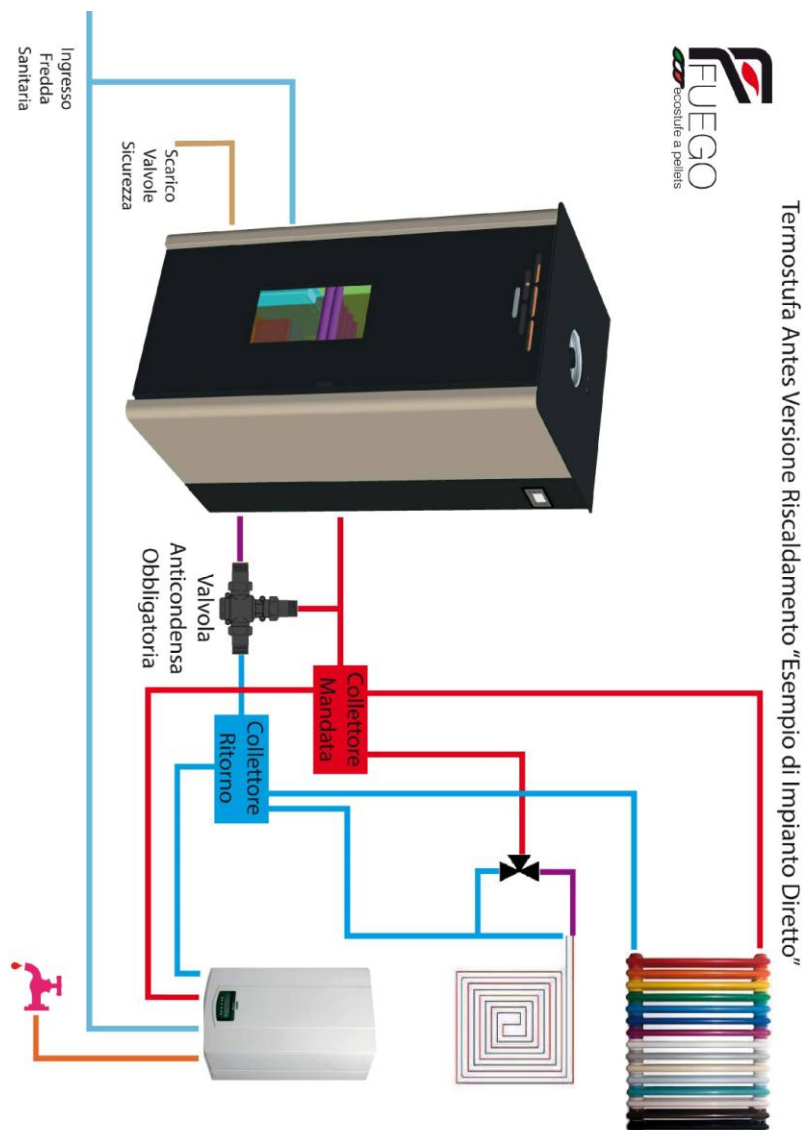 Termostufa Antes Versione Riscaldamento "Esempio di Impianto Diretto"
FUEGO
ecostufe a pellets
Ingresso
Fredda
Sanitaria
Scarico
Valvole
Sicurezza
Valvola
Anticondensa
Obbligatoria
Collettore
Mandata
Collettore
Ritorno